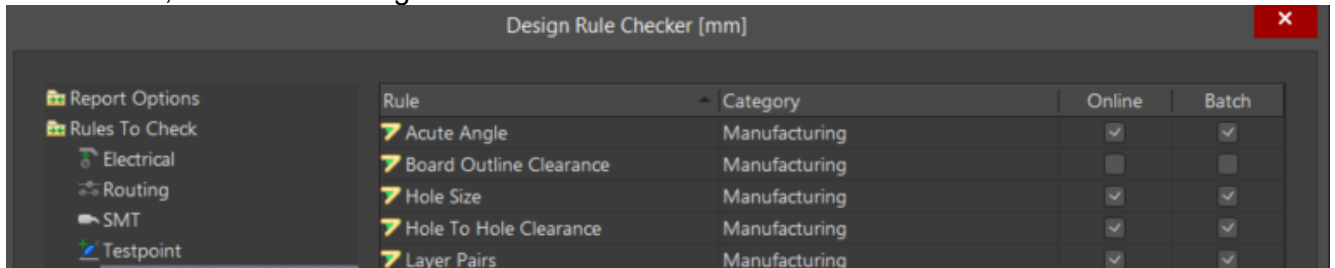 Design Rule Checker [mm]
Report Options
Rules To Check
Electrical
Routing
SMT
Testpoint
Rule Category Online Batch
Acute Angle Manufacturing
Board Outline Clearance Manufacturing
Hole Size Manufacturing
Hole To Hole Clearance Manufacturing
Layer Pairs Manufacturing